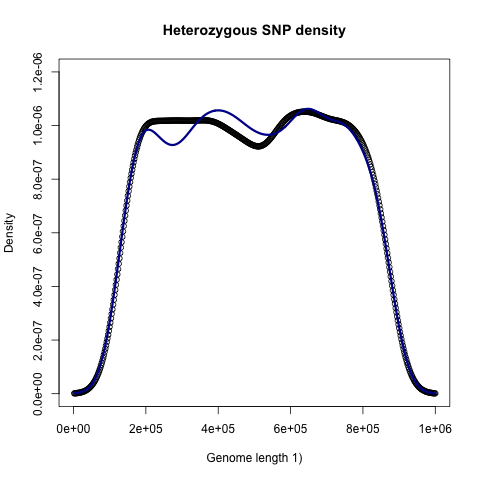 Heterozygous SNP density
1.2e-06
1.0e-06
8.0e-07
6.0e-07
4.0e-07
2.0e-07
0.0e+00
Density
0e+00 2e+05 4e+05 6e+05 8e+05 1e+06
Genome length 1)